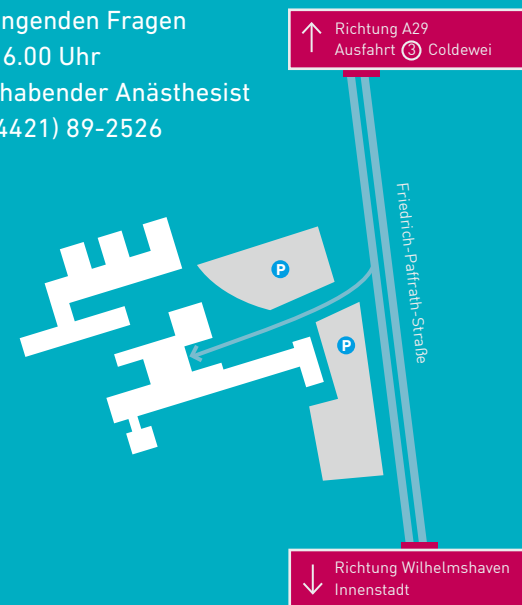 ngenden Fragen
6.00 Uhr
habender Anästhesist
4421) 89-2526
Richtung A29
Ausfahrt 3 Coldewei
Friedrich-Paffrath-Straße
P
P
Richtung Wilhelmshaven
Innenstadt